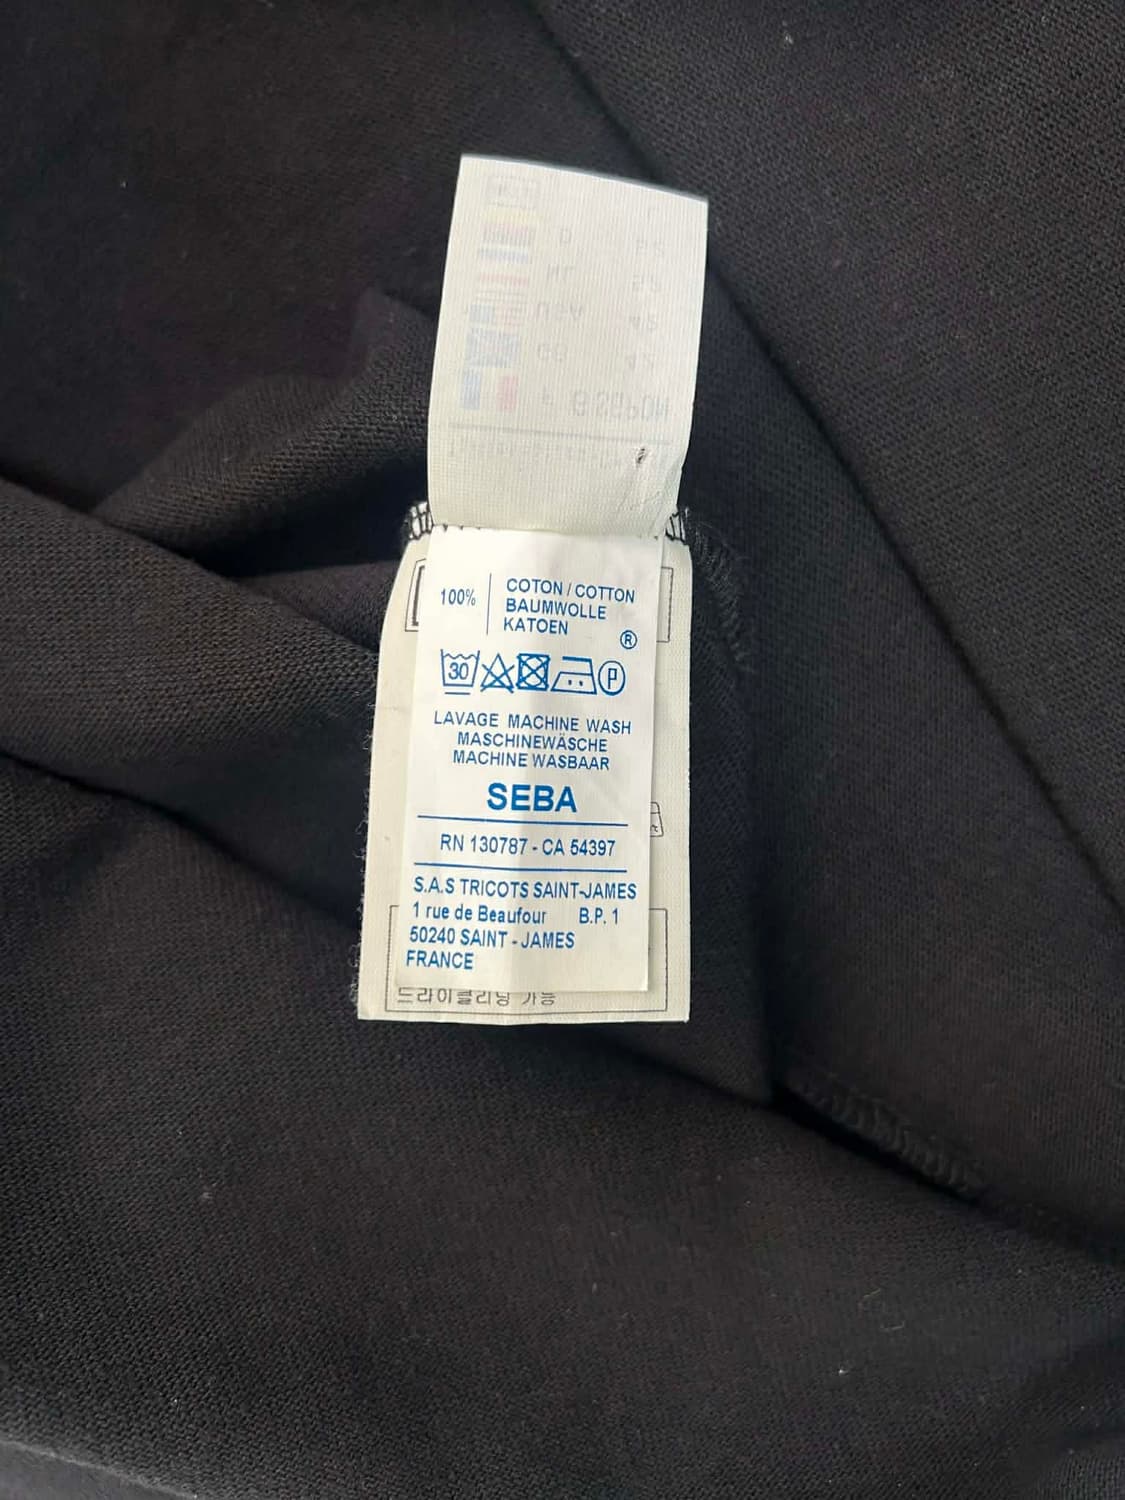 100%
COTON / COTTON
BAUMWOLLE
KATOEN
®
30
P
LAVAGE MACHINE WASH
MASCHINEWÄSCHE
MACHINE WASBAAR
SEBA
RN 130787 - CA 54397
S.A.S TRICOTS SAINT-JAMES
1 rue de Beaufour B.P. 1
50240 SAINT - JAMES
FRANCE
드라이클리닝 가능